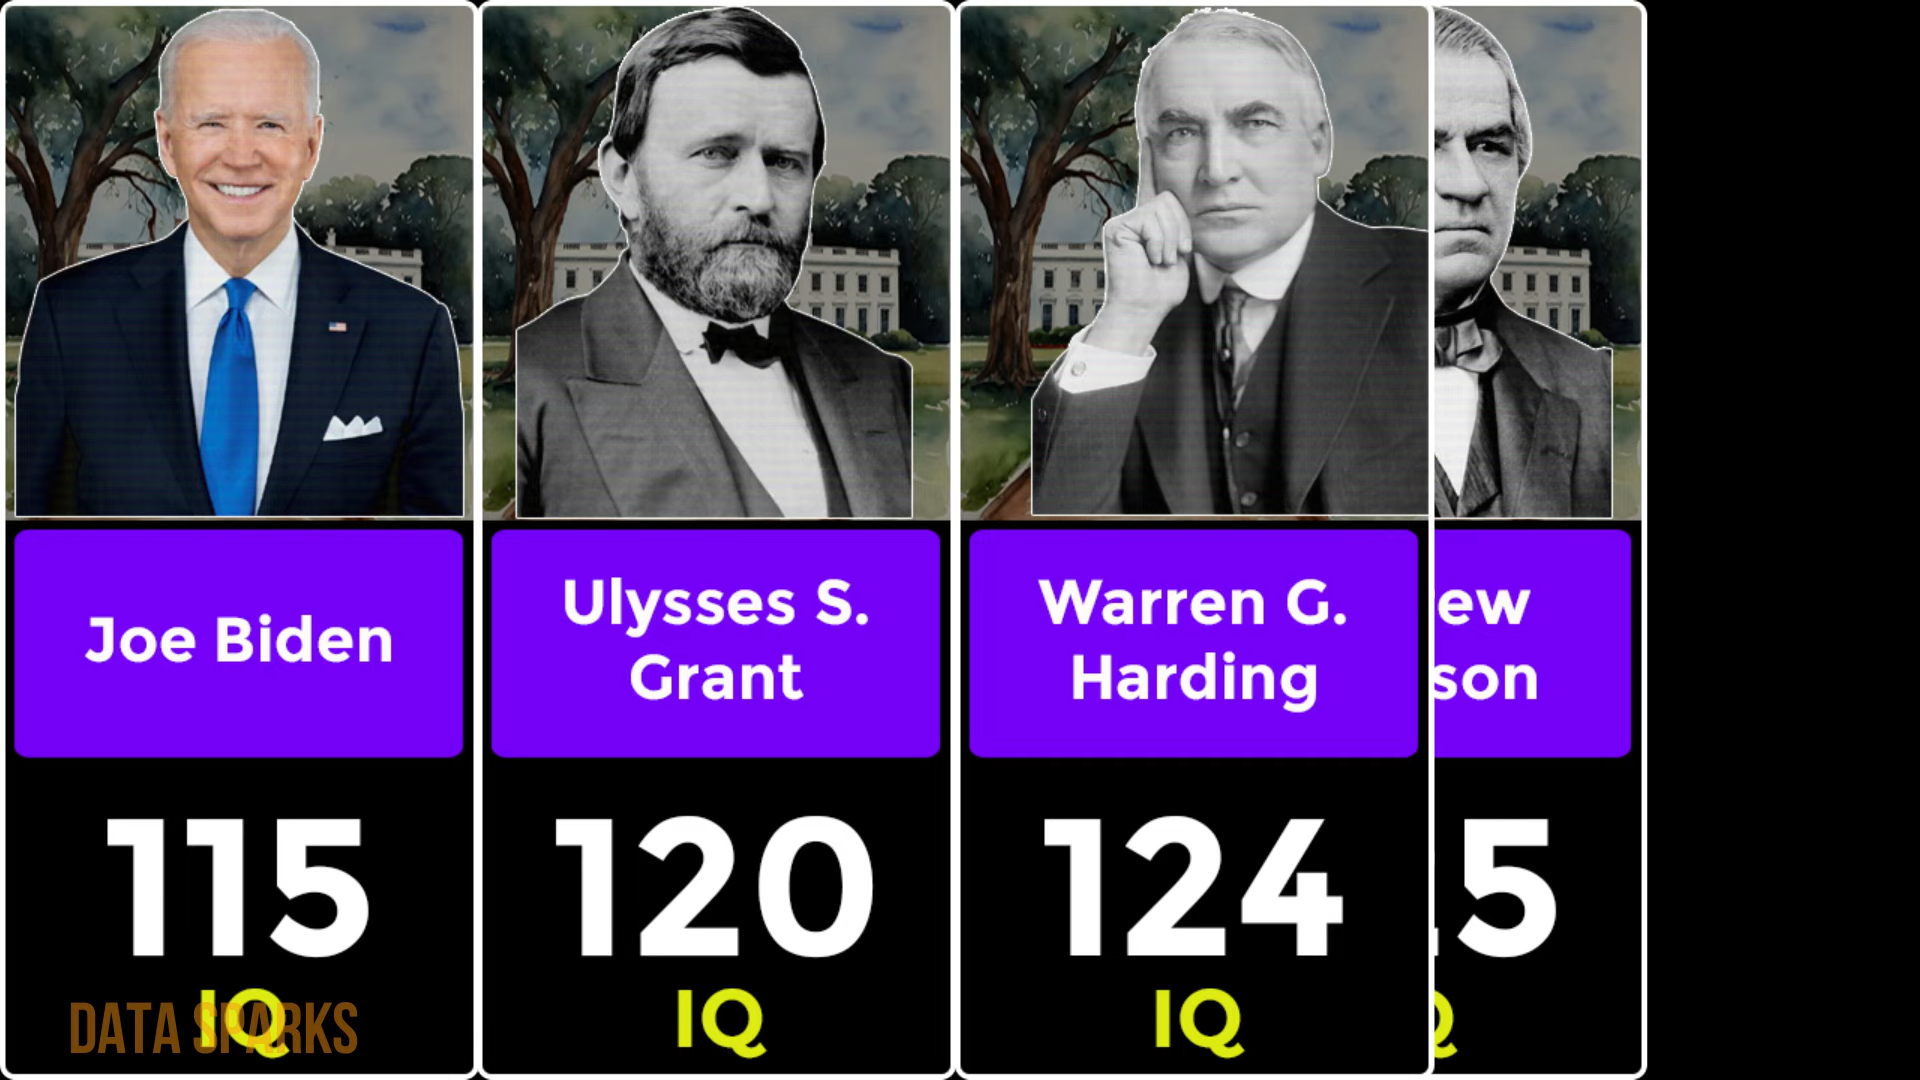 Joe Biden
115
IQ
DATA SPARKS
Ulysses S.
Grant
120
IQ
Warren G.
Harding
124
IQ
ew
son
5